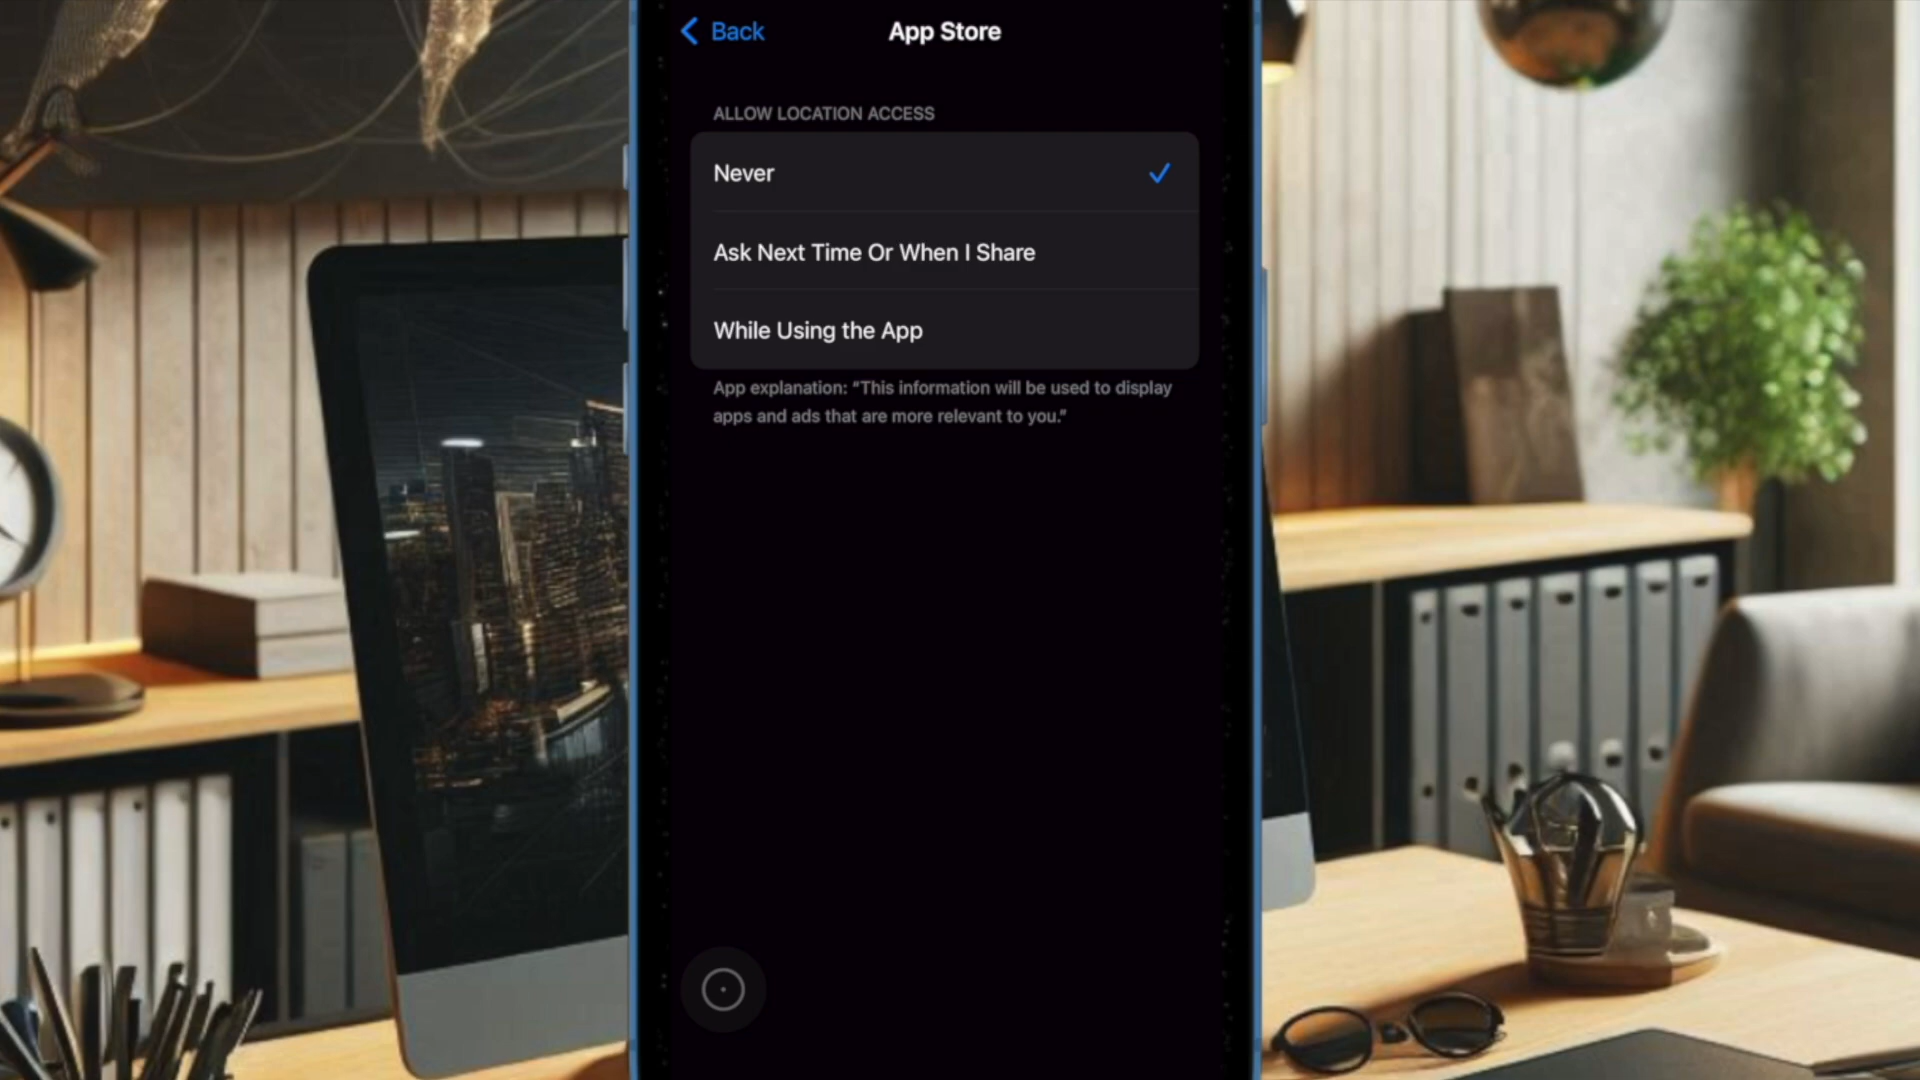 Back
App Store
ALLOW LOCATION ACCESS
Never
Ask Next Time Or When I Share
While Using the App
App explanation: “This information will be used to display
apps and ads that are more relevant to you.”